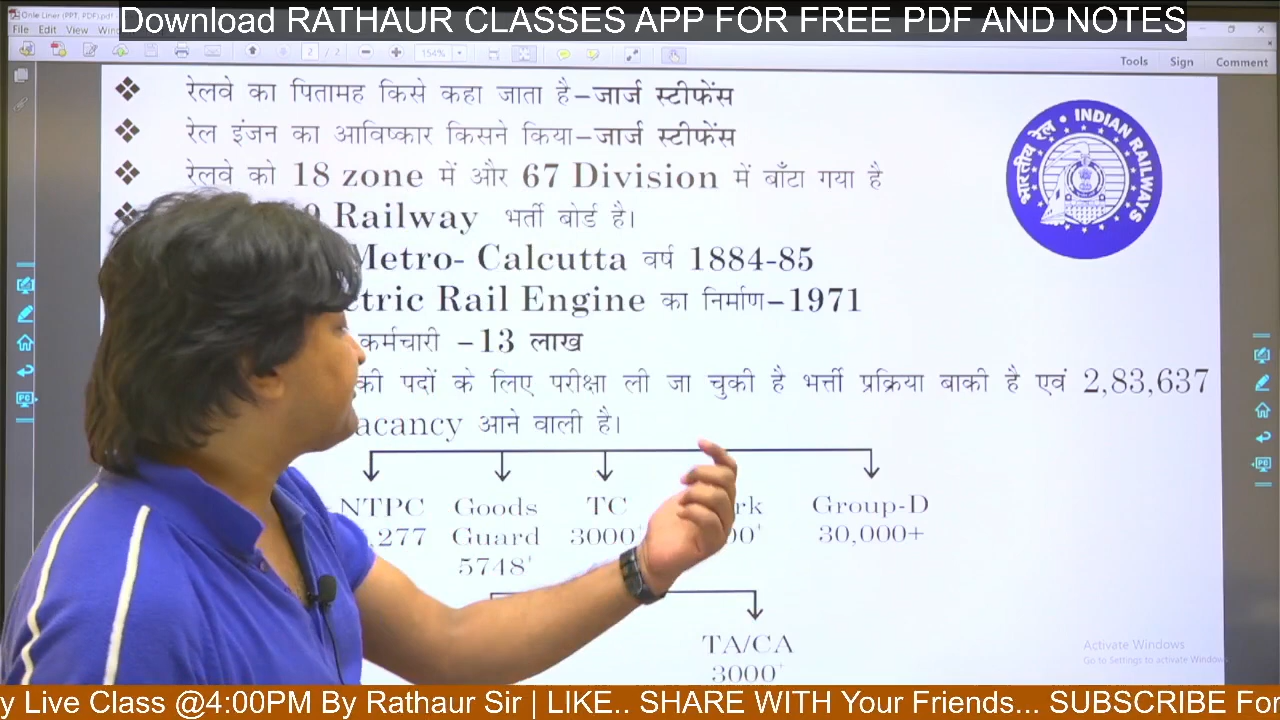 Download RATHAUR CLASSES APP FOR FREE PDF AND NOTES
File Edit View
2 / 2 154%
Tools Sign Comment
❖ रेलवे का पितामह किसे कहा जाता है–जार्ज स्टीफेंस
❖ रेल इंजन का आविष्कार किसने किया–जार्ज स्टीफेंस
❖ रेलवे को 18 zone में और 67 Division में बाँटा गया है
Railway भर्ती बोर्ड है।
Metro- Calcutta वर्ष 1884-85
Rail Engine का निर्माण–1971
कर्मचारी –13 लाख
की पदों के लिए परीक्षा ली जा चुकी है भर्त्ती प्रक्रिया बाकी है एवं 2,83,637
आने वाली है।
NTPC Goods TC Group-D
Guard 3000⁺ 30,000+
5748⁺
TA/CA
3000⁺
भारतीय रेल • INDIAN RAILWAYS
Activate Windows
Go to Settings to activate Windows
Live Class @4:00PM By Rathaur Sir | LIKE.. SHARE WITH Your Friends... SUBSCRIBE For